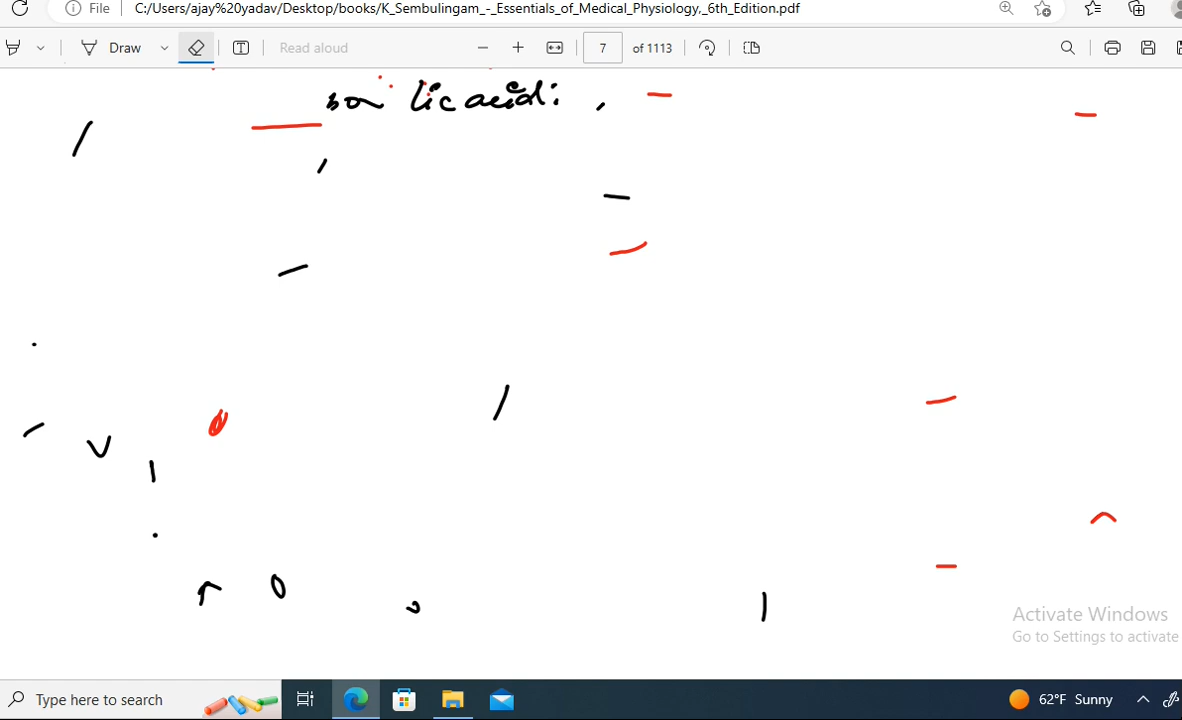 File C:/Users/ajay%20yadav/Desktop/books/K_Sembulingam_-_Essentials_of_Medical_Physiology,_6th_Edition.pdf
Draw Read aloud 7 of 1113
lic acid:
Activate Windows
Go to Settings to activate
Type here to search 62°F Sunny